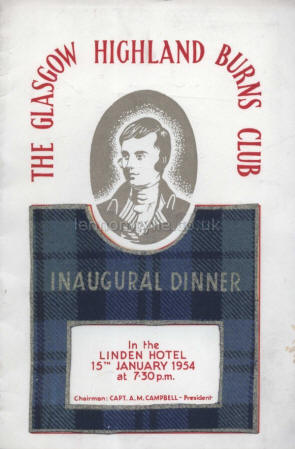 THE GLASGOW HIGHLAND BURNS CLUB
INAUGURAL DINNER
In the
LINDEN HOTEL
15TH JANUARY 1954
at 7·30 p.m.
Chairman: CAPT. A. M. CAMPBELL - President